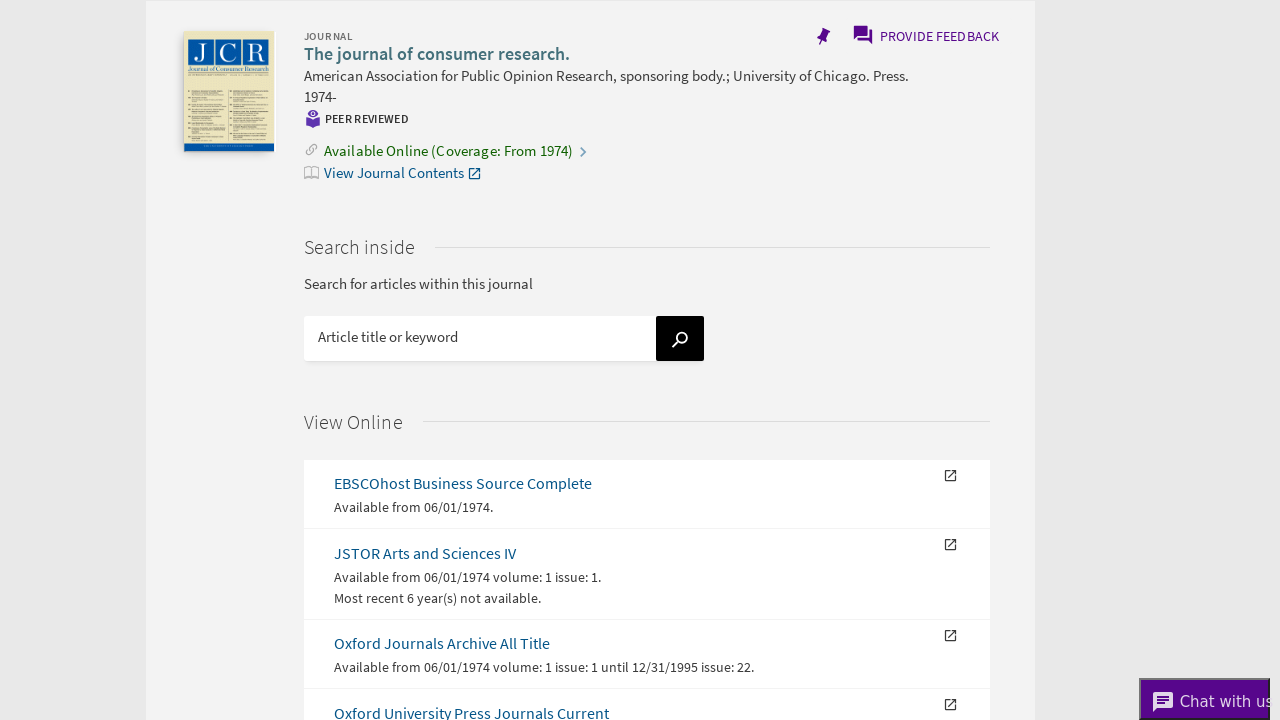 JCR
Journal of Consumer Research
JOURNAL
The journal of consumer research.
American Association for Public Opinion Research, sponsoring body.; University of Chicago. Press.
1974-
PEER REVIEWED
Available Online (Coverage: From 1974)
View Journal Contents
PROVIDE FEEDBACK
Search inside
Search for articles within this journal
Article title or keyword
View Online
EBSCOhost Business Source Complete
Available from 06/01/1974.
JSTOR Arts and Sciences IV
Available from 06/01/1974 volume: 1 issue: 1.
Most recent 6 year(s) not available.
Oxford Journals Archive All Title
Available from 06/01/1974 volume: 1 issue: 1 until 12/31/1995 issue: 22.
Oxford University Press Journals Current
Chat with us